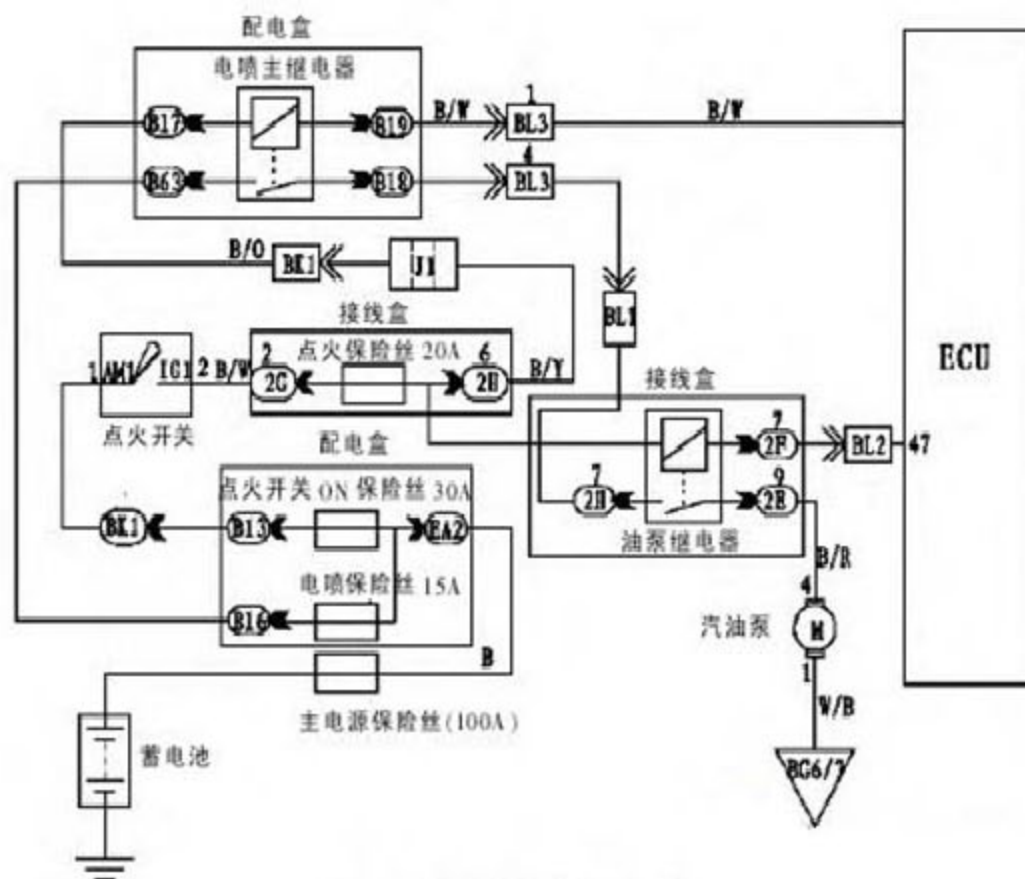 配电盒
电喷主继电器
B17
B19
B/W
1
BL3
B/W
B63
B18
4
BL3
B/O
BK1
J1
BL1
ECU
接线盒
点火保险丝 20A
1
AM1
IG1
2
B/W
2
2G
6
2H
B/Y
点火开关
接线盒
7
2F
BL2
47
7
2H
9
2E
油泵继电器
配电盒
点火开关 ON 保险丝 30A
BK1
B13
EA2
电喷保险丝 15A
B16
B/R
4
汽油泵
M
1
W/B
BG6/7
B
主电源保险丝(100A)
蓄电池